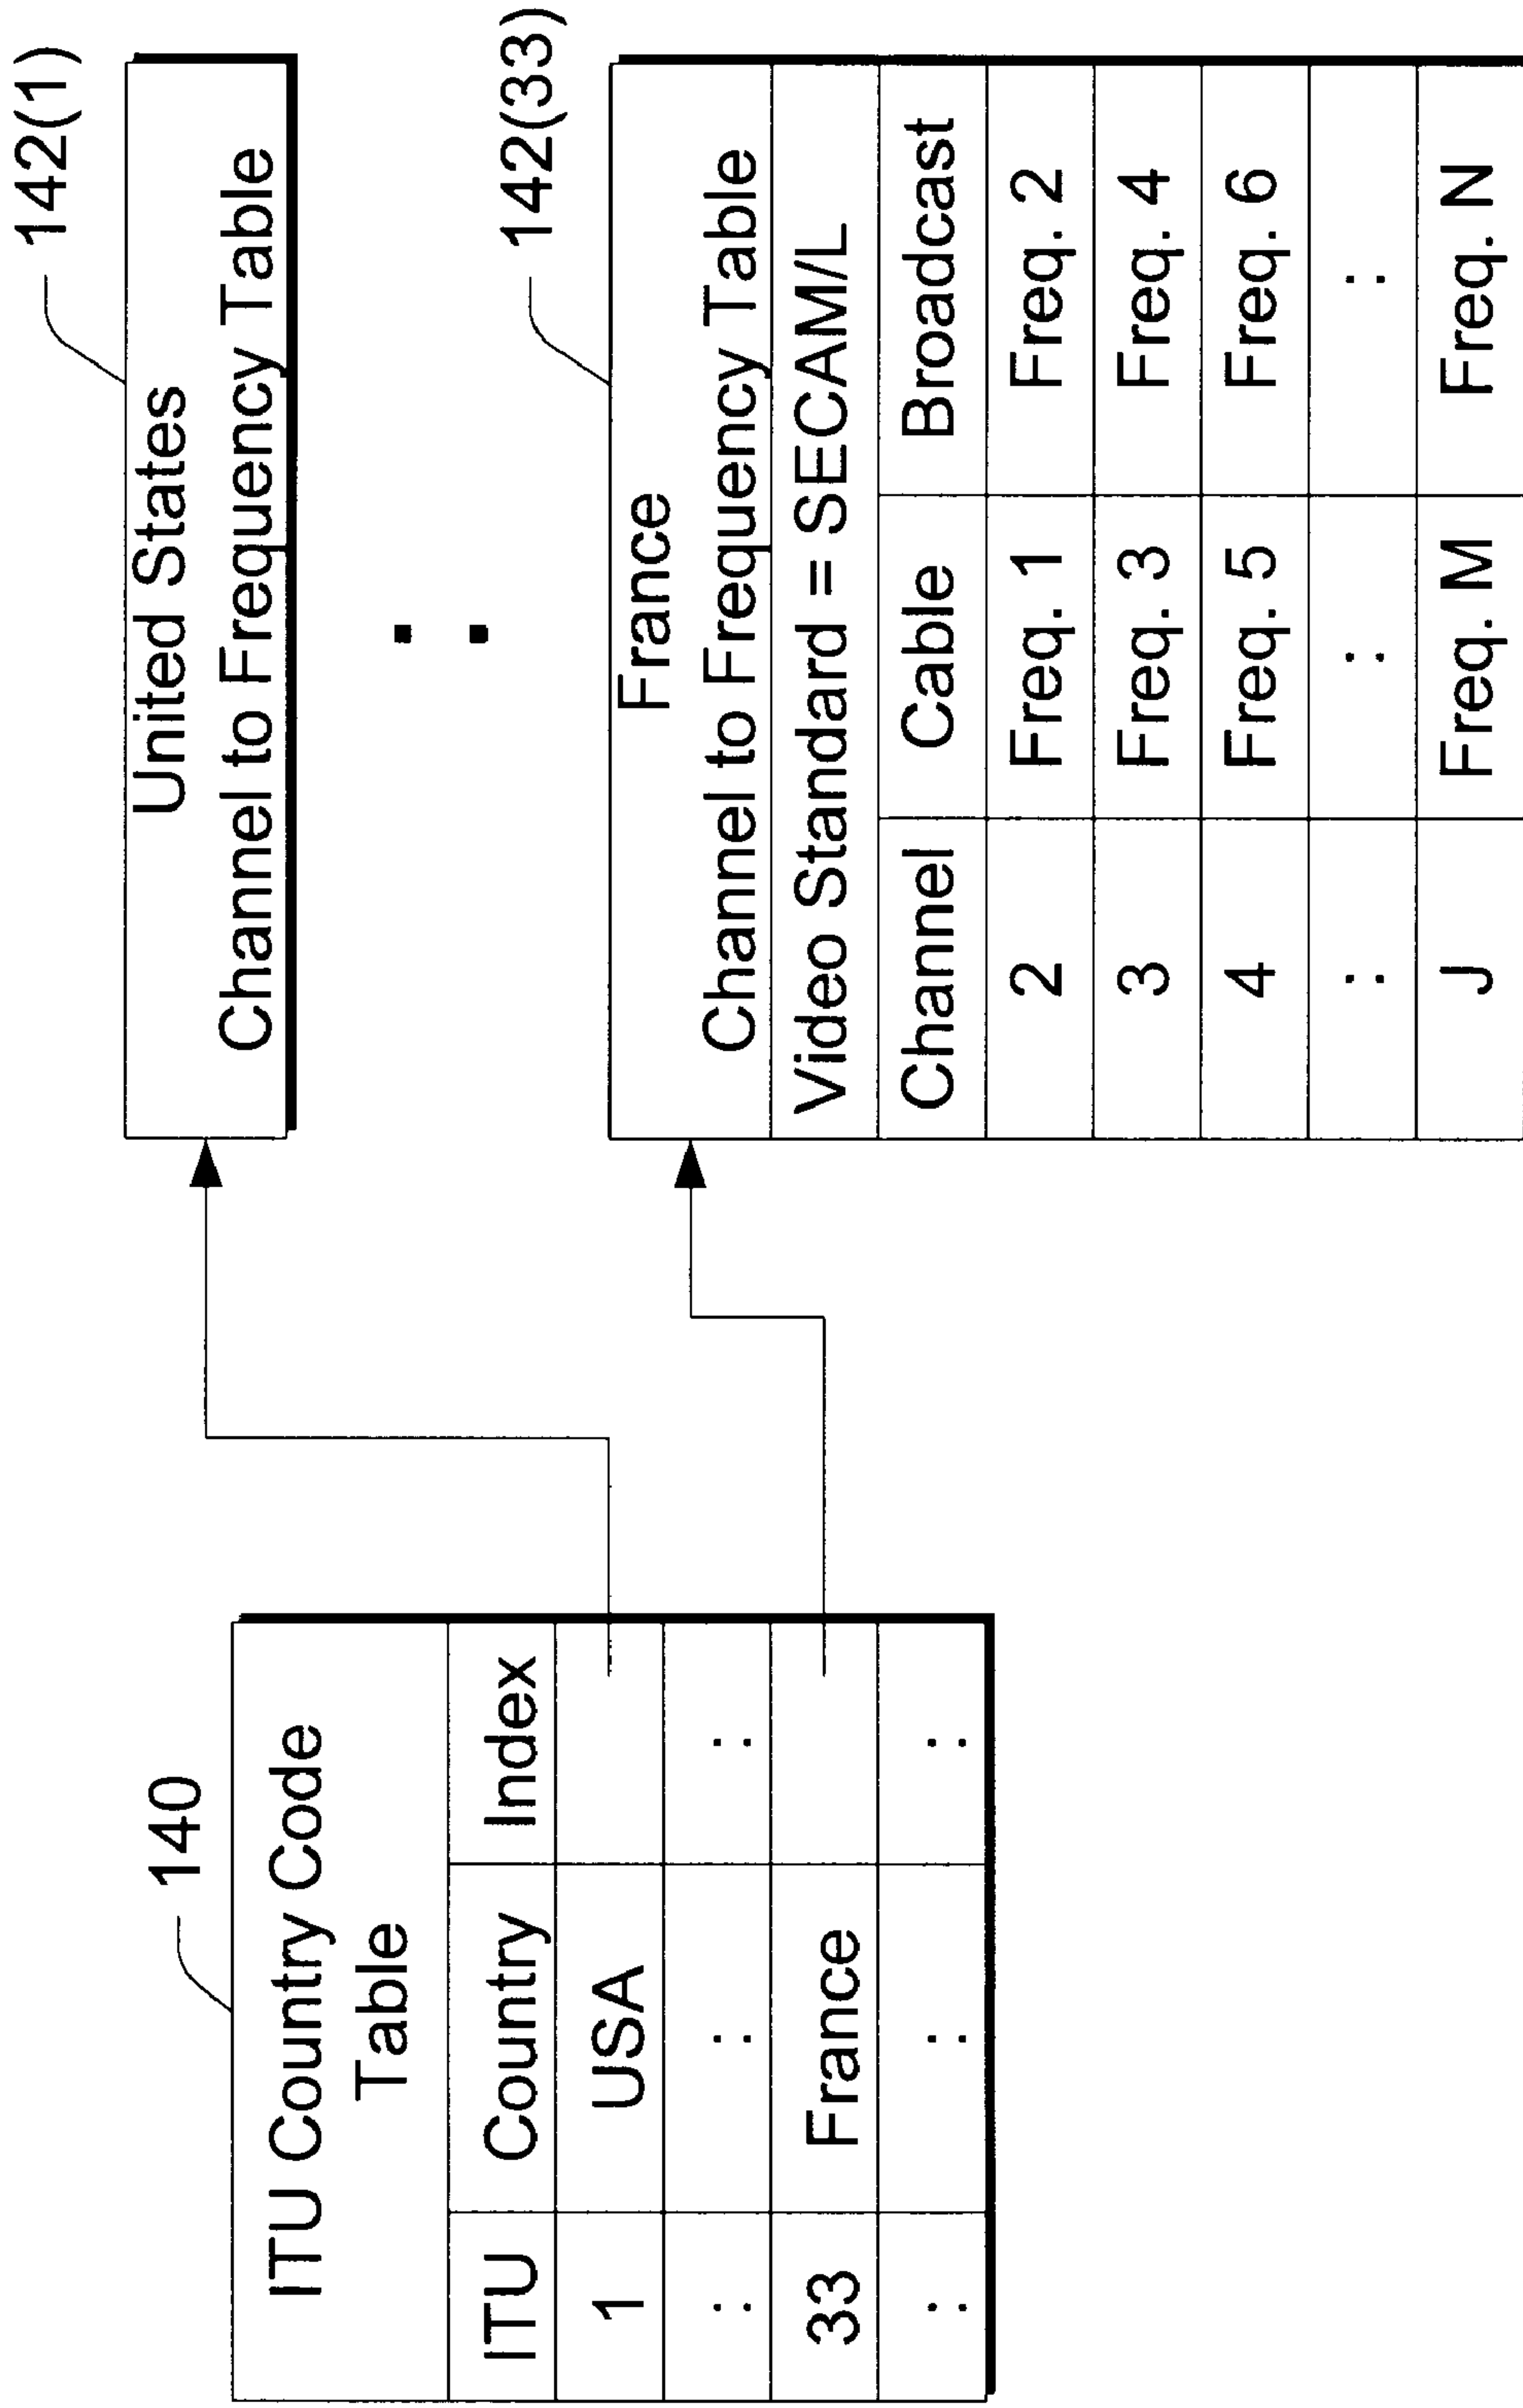 140
ITU Country Code
Table
ITU Country Index
1 USA
: : :
33 France
: : :
142(1)
United States
Channel to Frequency Table
142(33)
France
Channel to Frequency Table
Video Standard = SECAM/L
Channel Cable Broadcast
2 Freq. 1 Freq. 2
3 Freq. 3 Freq. 4
4 Freq. 5 Freq. 6
: : :
J Freq. M Freq. N